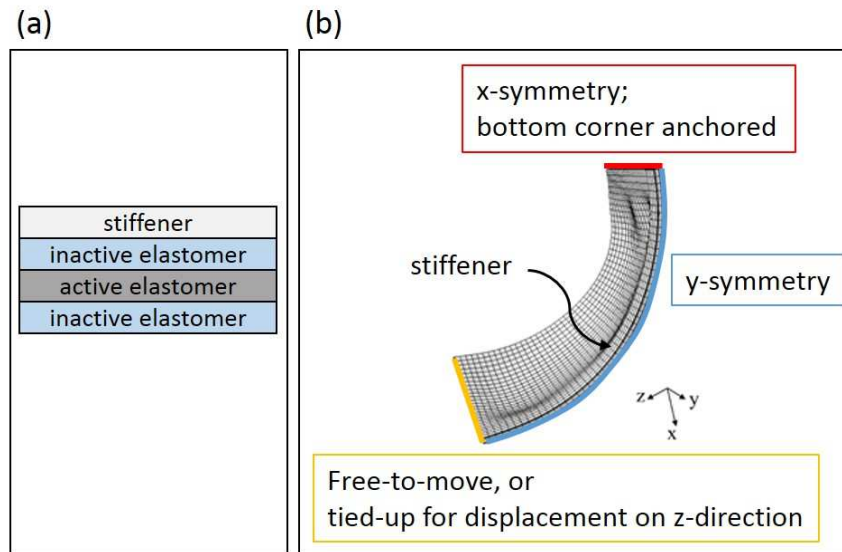 (a)
stiffener
inactive elastomer
active elastomer
inactive elastomer
(b)
x-symmetry;
bottom corner anchored
stiffener
y-symmetry
z
y
x
Free-to-move, or
tied-up for displacement on z-direction